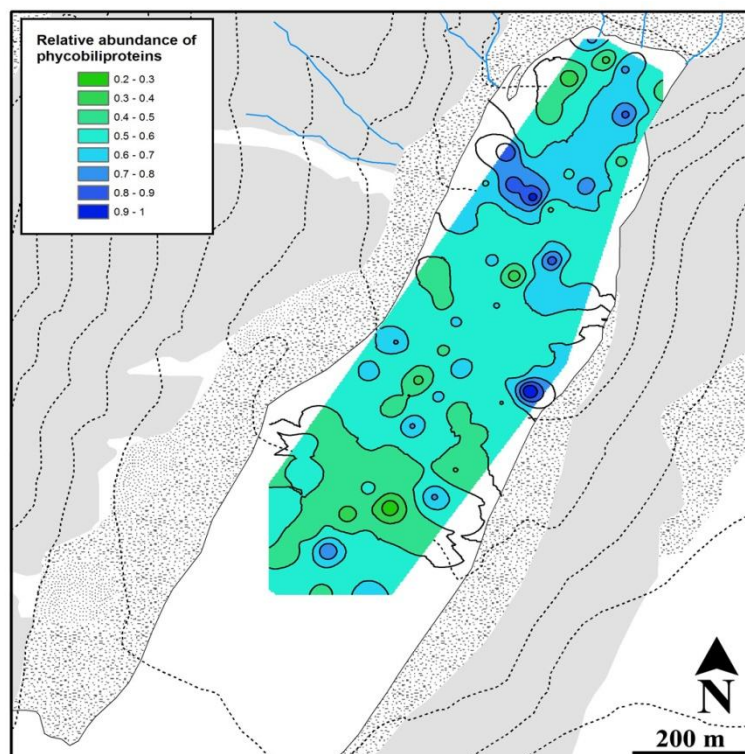 Relative abundance of
phycobiliproteins
0.2 - 0.3
0.3 - 0.4
0.4 - 0.5
0.5 - 0.6
0.6 - 0.7
0.7 - 0.8
0.8 - 0.9
0.9 - 1
N
200 m